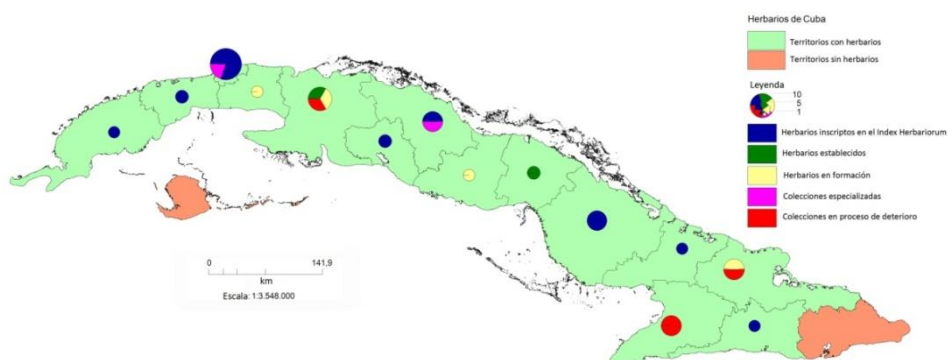 Herbarios de Cuba
Territorios con herbarios
Territorios sin herbarios
Leyenda
10
5
1
Herbarios inscriptos en el Index Herbariorum
Herbarios establecidos
Herbarios en formación
Colecciones especializadas
Colecciones en proceso de deterioro
0 141,9
km
Escala: 1:3.548.000